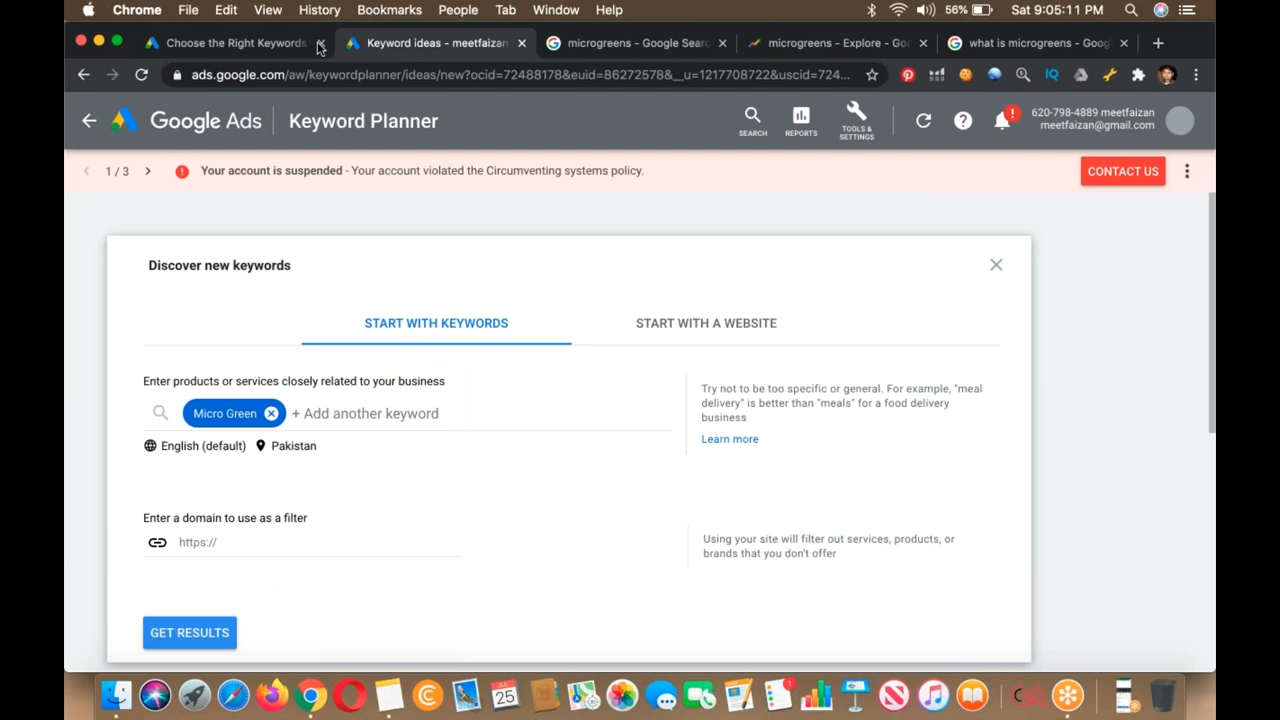 Chrome File Edit View History Bookmarks People Tab Window Help 56% Sat 9:05:11 PM
Choose the Right Keywords
Keyword ideas - meetfaizan
microgreens - Google Sear
microgreens - Explore - Goo
what is microgreens - Goog
ads.google.com/aw/keywordplanner/ideas/new?ocid=72488178&euid=86272578&__u=1217708722&uscid=724...
IQ
Google Ads Keyword Planner
SEARCH
REPORTS
TOOLS &
SETTINGS
!
620-798-4889 meetfaizan
meetfaizan@gmail.com
1 / 3 Your account is suspended - Your account violated the Circumventing systems policy.
CONTACT US
Discover new keywords
START WITH KEYWORDS
START WITH A WEBSITE
Enter products or services closely related to your business
Micro Green + Add another keyword
English (default) Pakistan
Try not to be too specific or general. For example, "meal
delivery" is better than "meals" for a food delivery
business
Learn more
Enter a domain to use as a filter
https://
Using your site will filter out services, products, or
brands that you don't offer
GET RESULTS
25
1